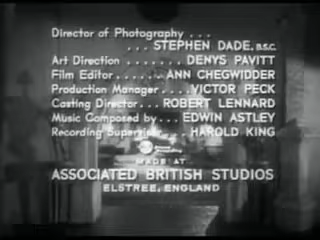 Director of Photography . . .
. . . STEPHEN DADE, B.S.C.
Art Direction . . . . . . . DENYS PAVITT
Film Editor . . . . . . ANN CHEGWIDDER
Production Manager . . . . VICTOR PECK
Casting Director . . . ROBERT LENNARD
Music Composed by . . . EDWIN ASTLEY
Recording Supervisor . . . HAROLD KING
MADE AT
ASSOCIATED BRITISH STUDIOS
ELSTREE, ENGLAND